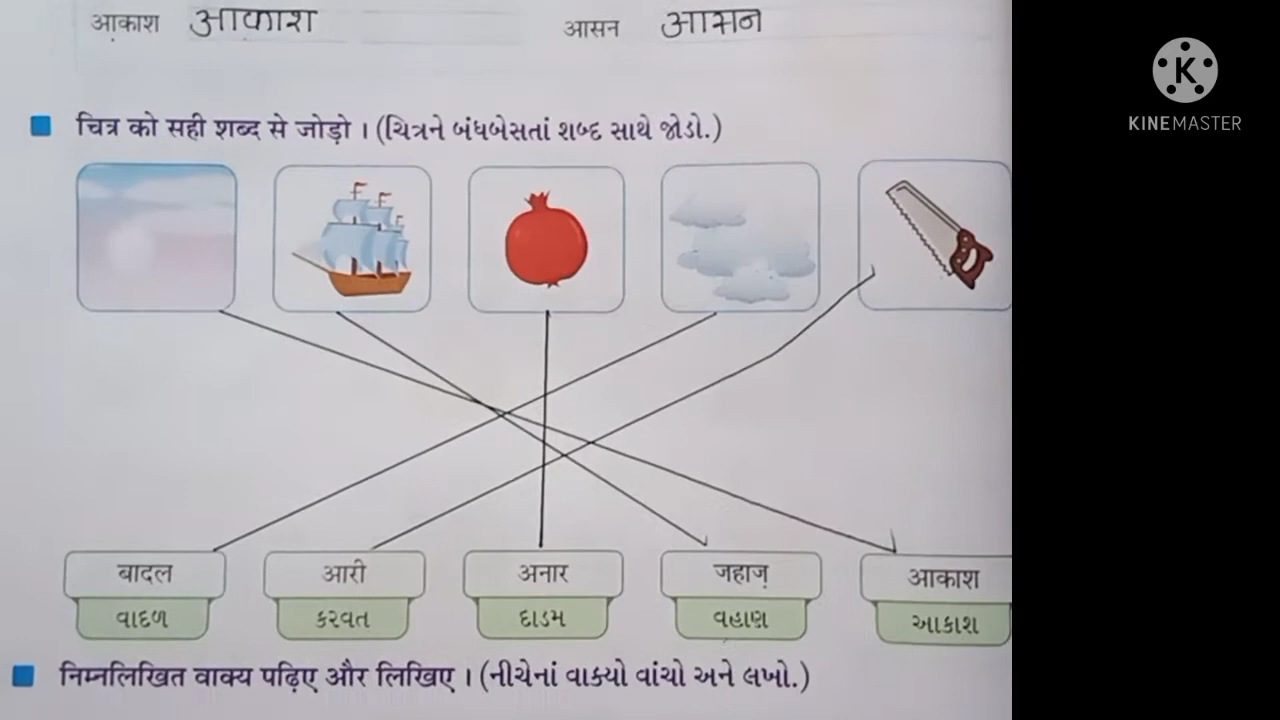 आकाश आकाश आसन आसन
चित्र को सही शब्द से जोड़ो । (ચિત્રને બંધબેસતાં શબ્દ સાથે જોડો.)
बादल आरी अनार जहाज़ आकाश
વાદળ કરવત દાડમ વહાણ આકાશ
निम्नलिखित वाक्य पढ़िए और लिखिए । (નીચેનાં વાક્યો વાંચો અને લખો.)
K
KINEMASTER